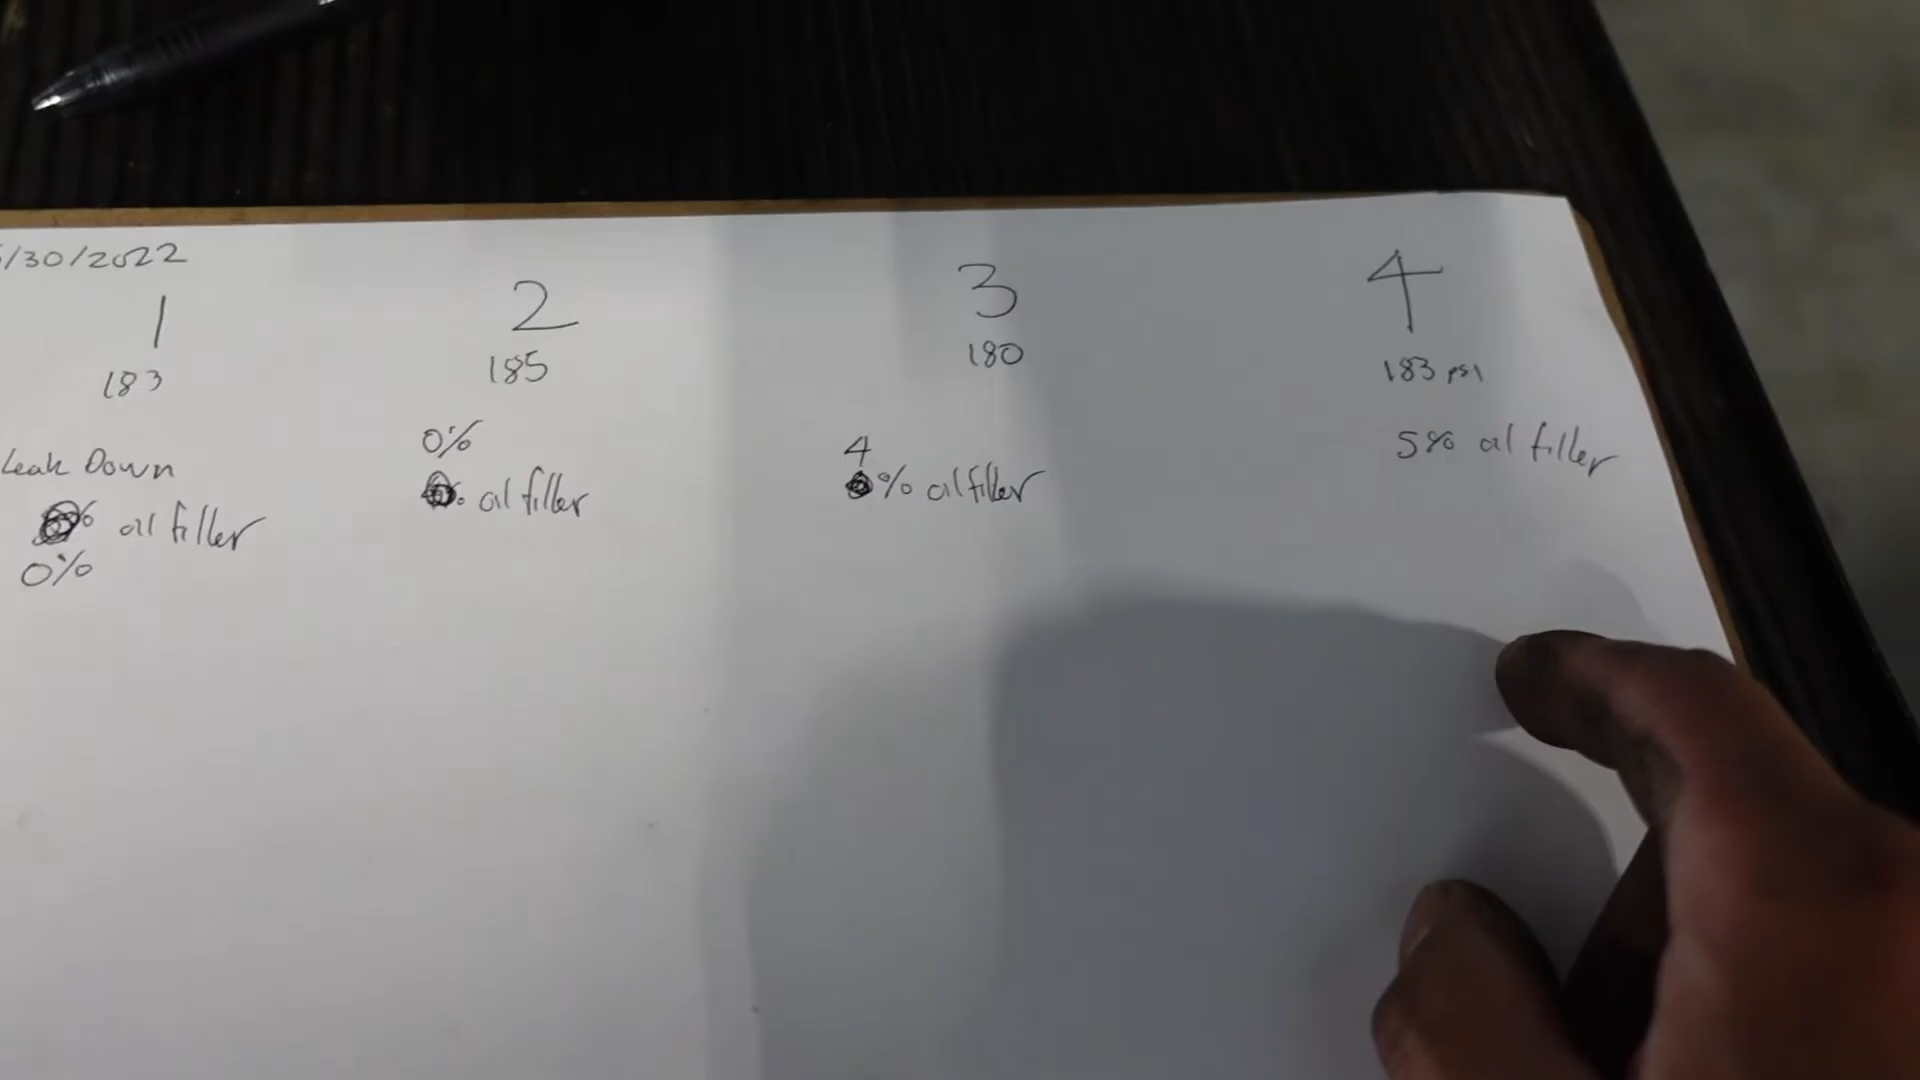 /30/2022
1 2 3 4
183 185 180 183 psi
Leak Down
0% 4 5% oil filler
% oil filler oil filler % oil filler
0%